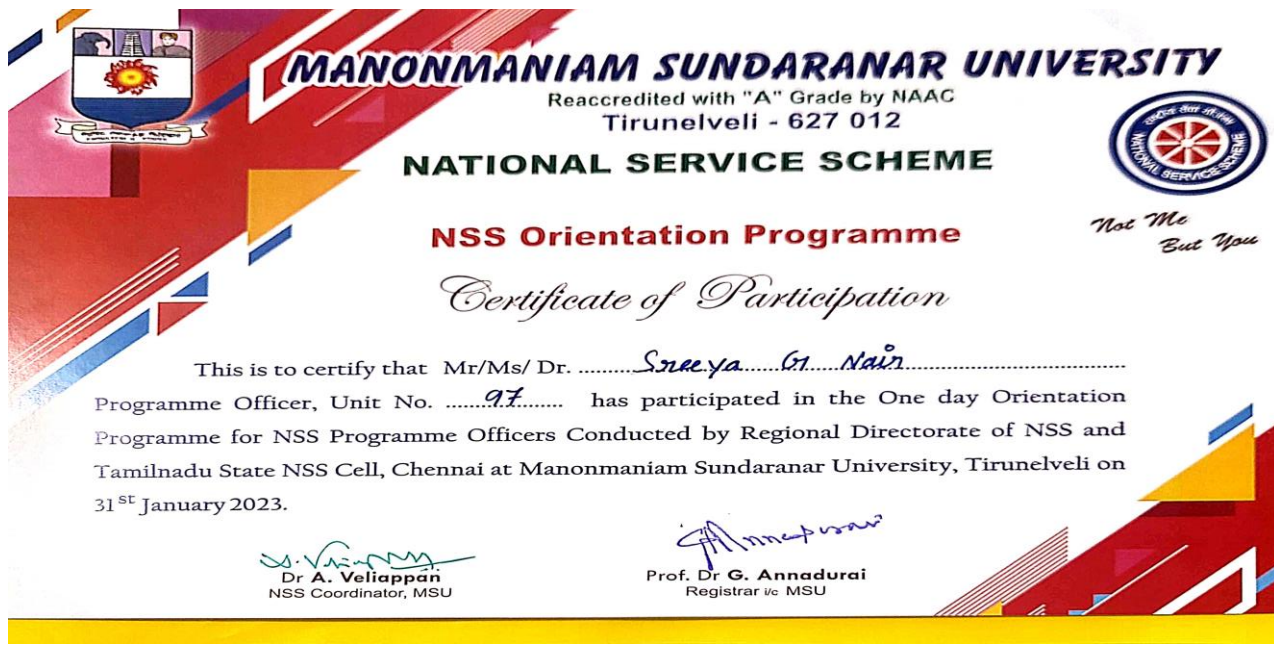 MANONMANIAM SUNDARANAR UNIVERSITY
Reaccredited with "A" Grade by NAAC
Tirunelveli - 627 012
NATIONAL SERVICE SCHEME
राष्ट्रीय सेवा योजना
NATIONAL SERVICE SCHEME
Not Me
But You
NSS Orientation Programme
Certificate of Participation
This is to certify that Mr/Ms/ Dr. ..........Sreeya G Nair..........
Programme Officer, Unit No. ......97...... has participated in the One day Orientation
Programme for NSS Programme Officers Conducted by Regional Directorate of NSS and
Tamilnadu State NSS Cell, Chennai at Manonmaniam Sundaranar University, Tirunelveli on
31st January 2023.
Dr A. Veliappan
NSS Coordinator, MSU
Prof. Dr G. Annadurai
Registrar i/c MSU